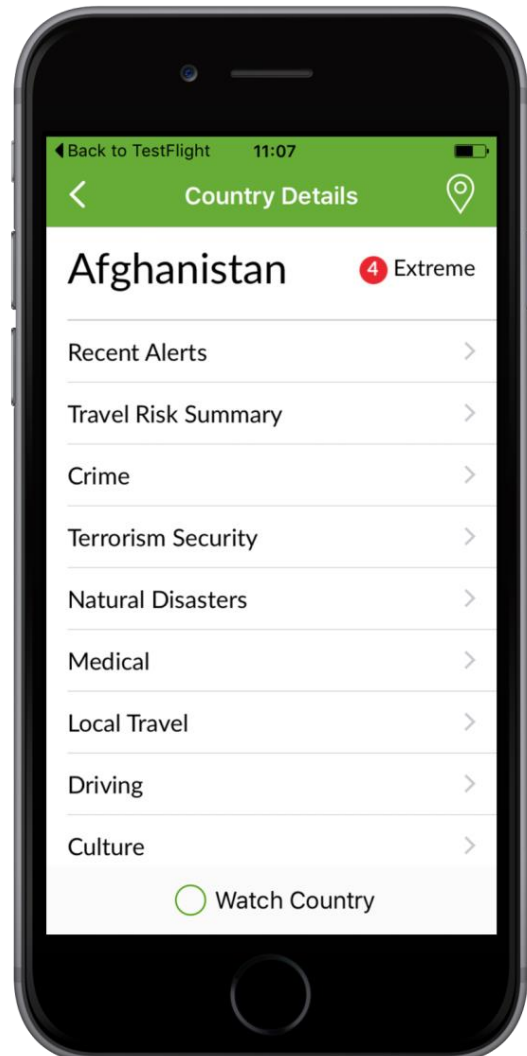 Back to TestFlight 11:07
Country Details
Afghanistan 4 Extreme
Recent Alerts
Travel Risk Summary
Crime
Terrorism Security
Natural Disasters
Medical
Local Travel
Driving
Culture
Watch Country